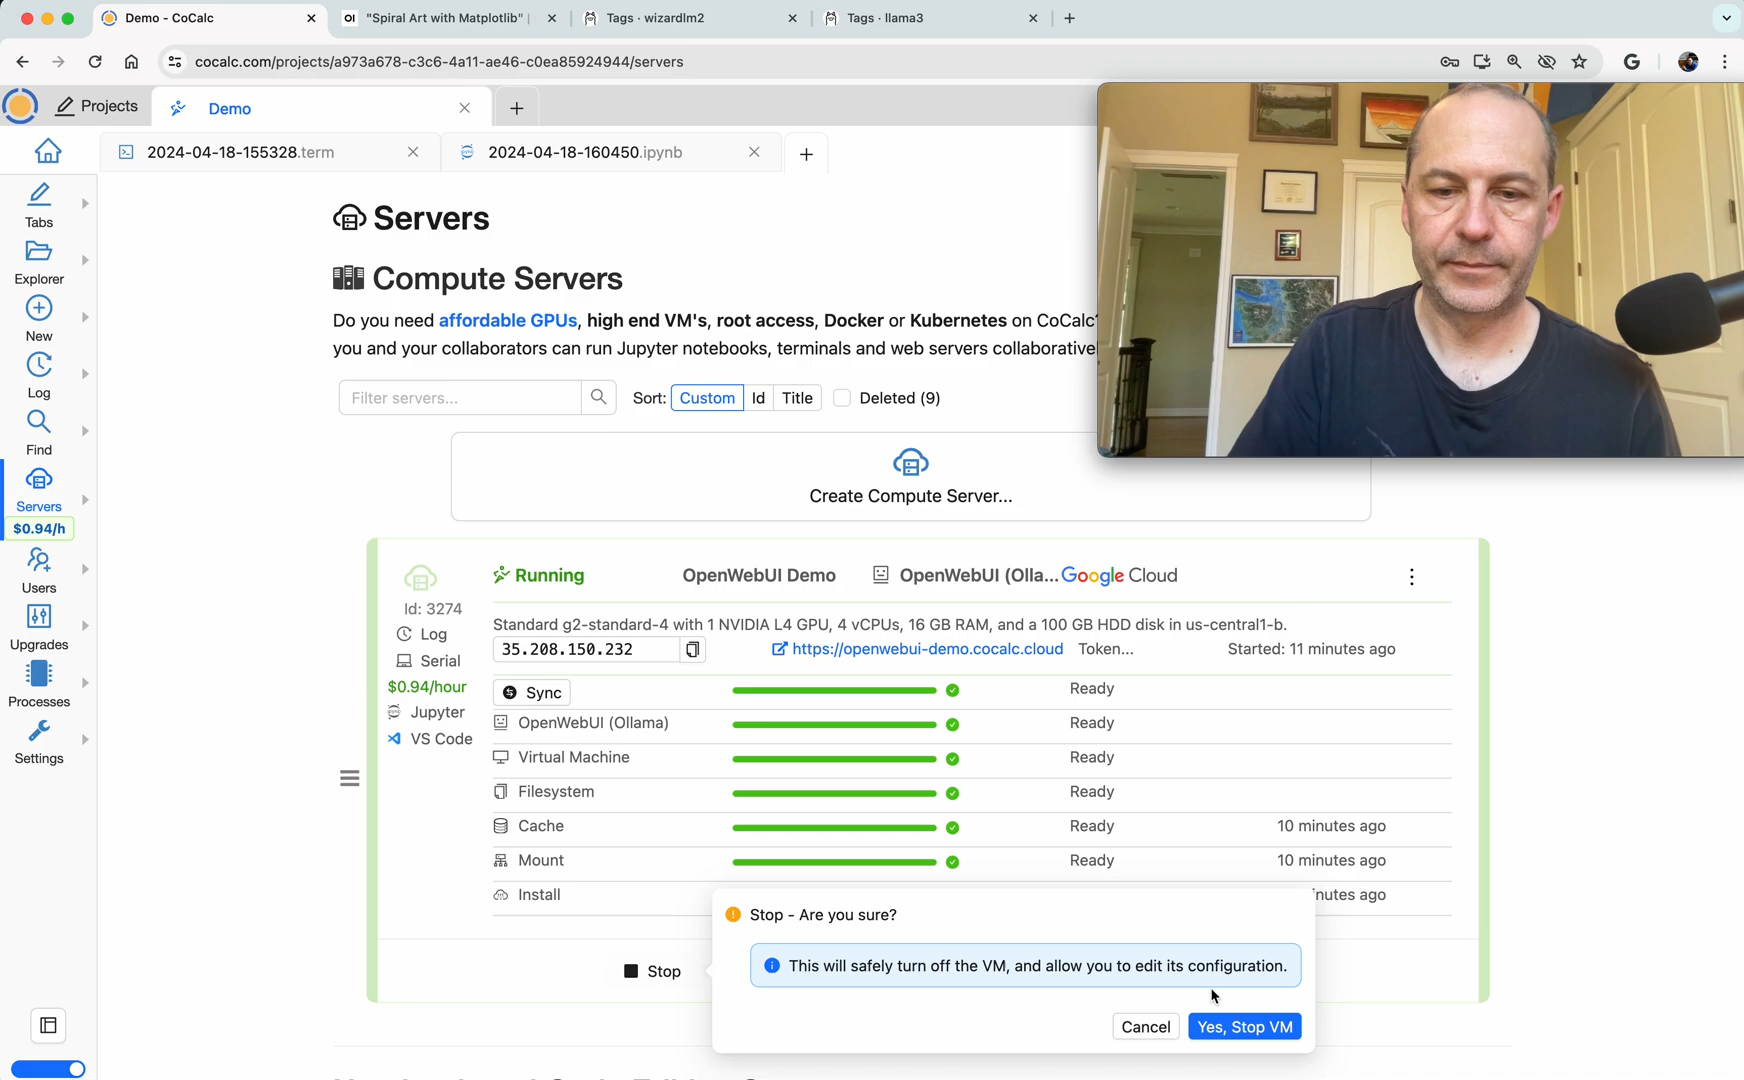 Demo - CoCalc
OI "Spiral Art with Matplotlib" |
Tags · wizardlm2
Tags · llama3
cocalc.com/projects/a973a678-c3c6-4a11-ae46-c0ea85924944/servers
Projects
Demo
2024-04-18-155328.term
2024-04-18-160450.ipynb
Tabs
Explorer
New
Log
Find
Servers
$0.94/h
Users
Upgrades
Processes
Settings
Servers
Compute Servers
Do you need affordable GPUs, high end VM's, root access, Docker or Kubernetes on CoCalc?
you and your collaborators can run Jupyter notebooks, terminals and web servers collaborative
Filter servers...
Sort: Custom Id Title Deleted (9)
Create Compute Server...
Id: 3274
Log
Serial
$0.94/hour
Jupyter
VS Code
Running OpenWebUI Demo OpenWebUI (Olla... Google Cloud
Standard g2-standard-4 with 1 NVIDIA L4 GPU, 4 vCPUs, 16 GB RAM, and a 100 GB HDD disk in us-central1-b.
35.208.150.232 https://openwebui-demo.cocalc.cloud Token... Started: 11 minutes ago
Sync Ready
OpenWebUI (Ollama) Ready
Virtual Machine Ready
Filesystem Ready
Cache Ready 10 minutes ago
Mount Ready 10 minutes ago
Install nutes ago
Stop - Are you sure?
This will safely turn off the VM, and allow you to edit its configuration.
Stop
Cancel Yes, Stop VM